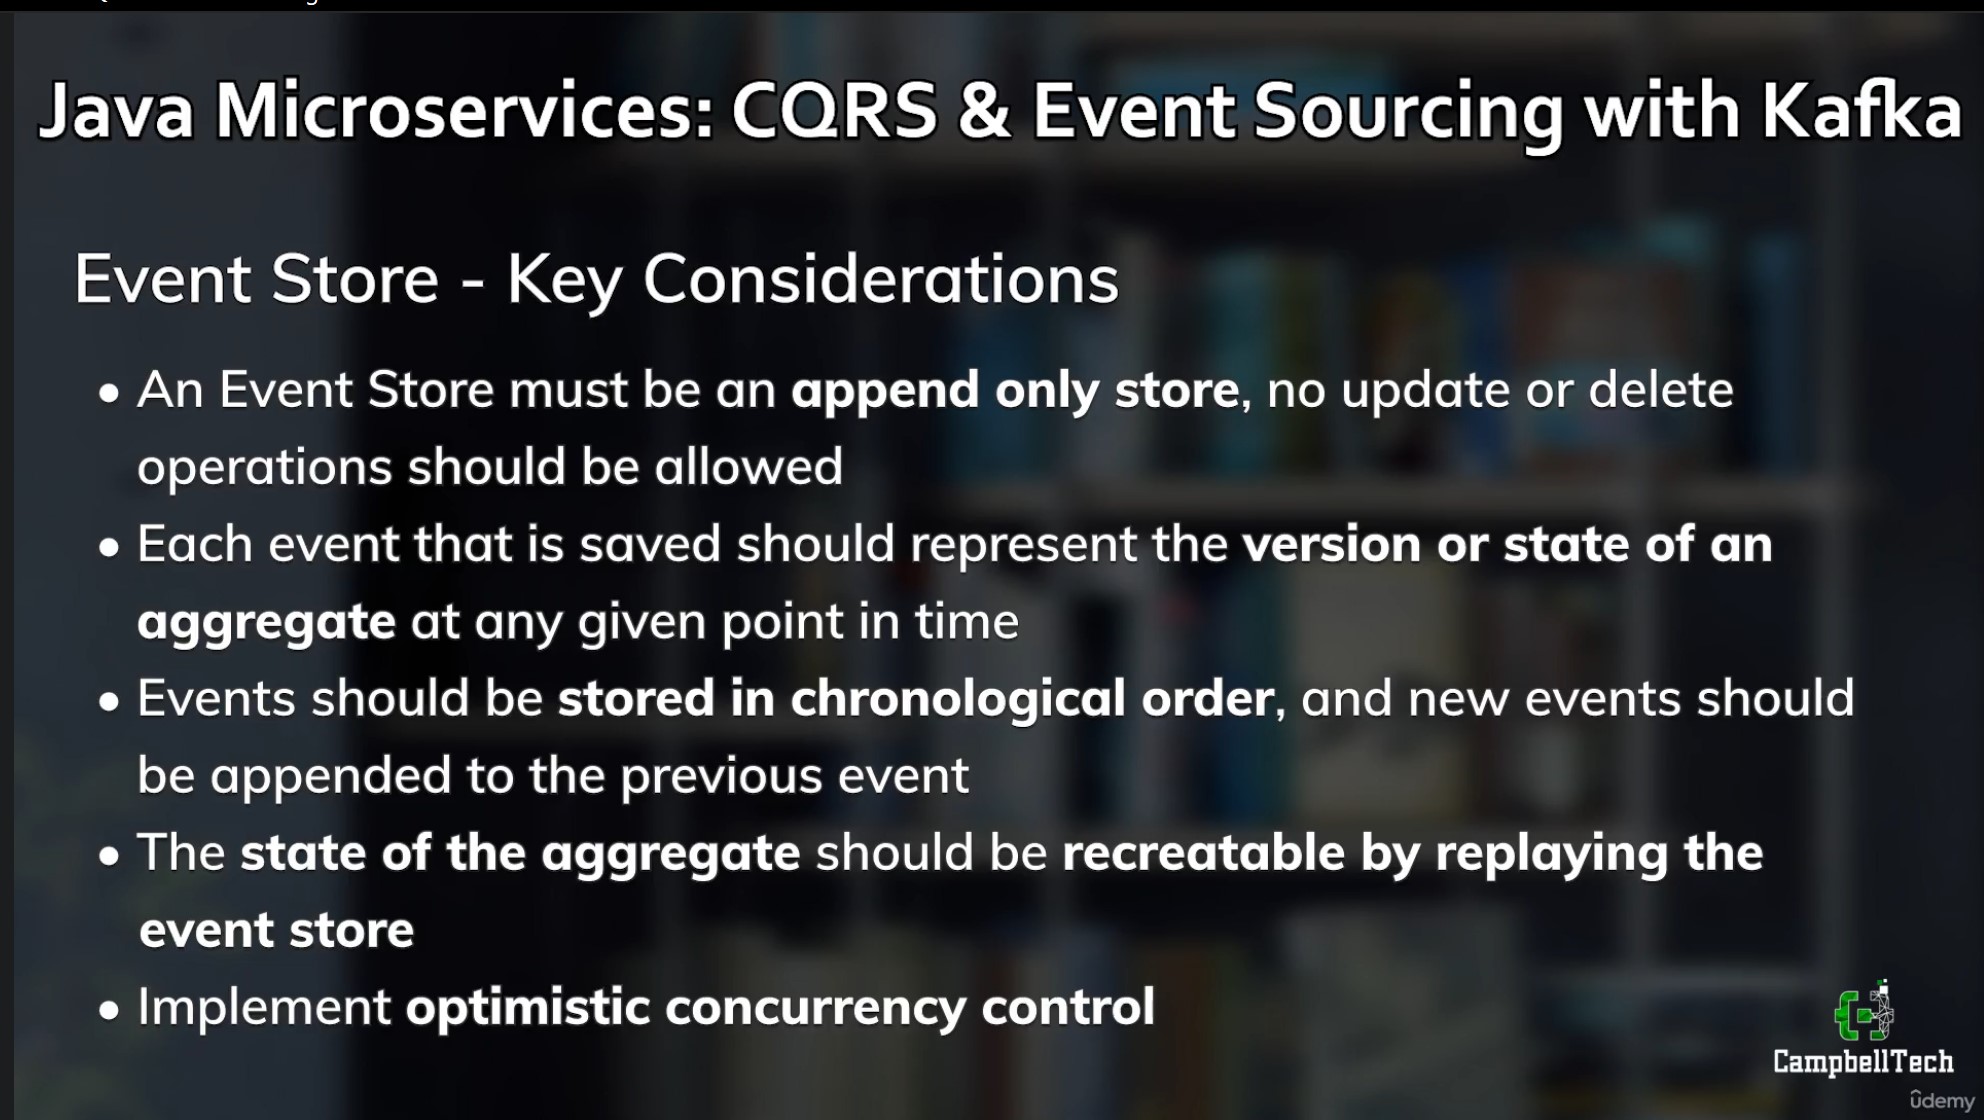 Java Microservices: CQRS & Event Sourcing with Kafka
Event Store - Key Considerations
• An Event Store must be an append only store, no update or delete
operations should be allowed
• Each event that is saved should represent the version or state of an
aggregate at any given point in time
• Events should be stored in chronological order, and new events should
be appended to the previous event
• The state of the aggregate should be recreatable by replaying the
event store
• Implement optimistic concurrency control
CampbellTech
ûdemy